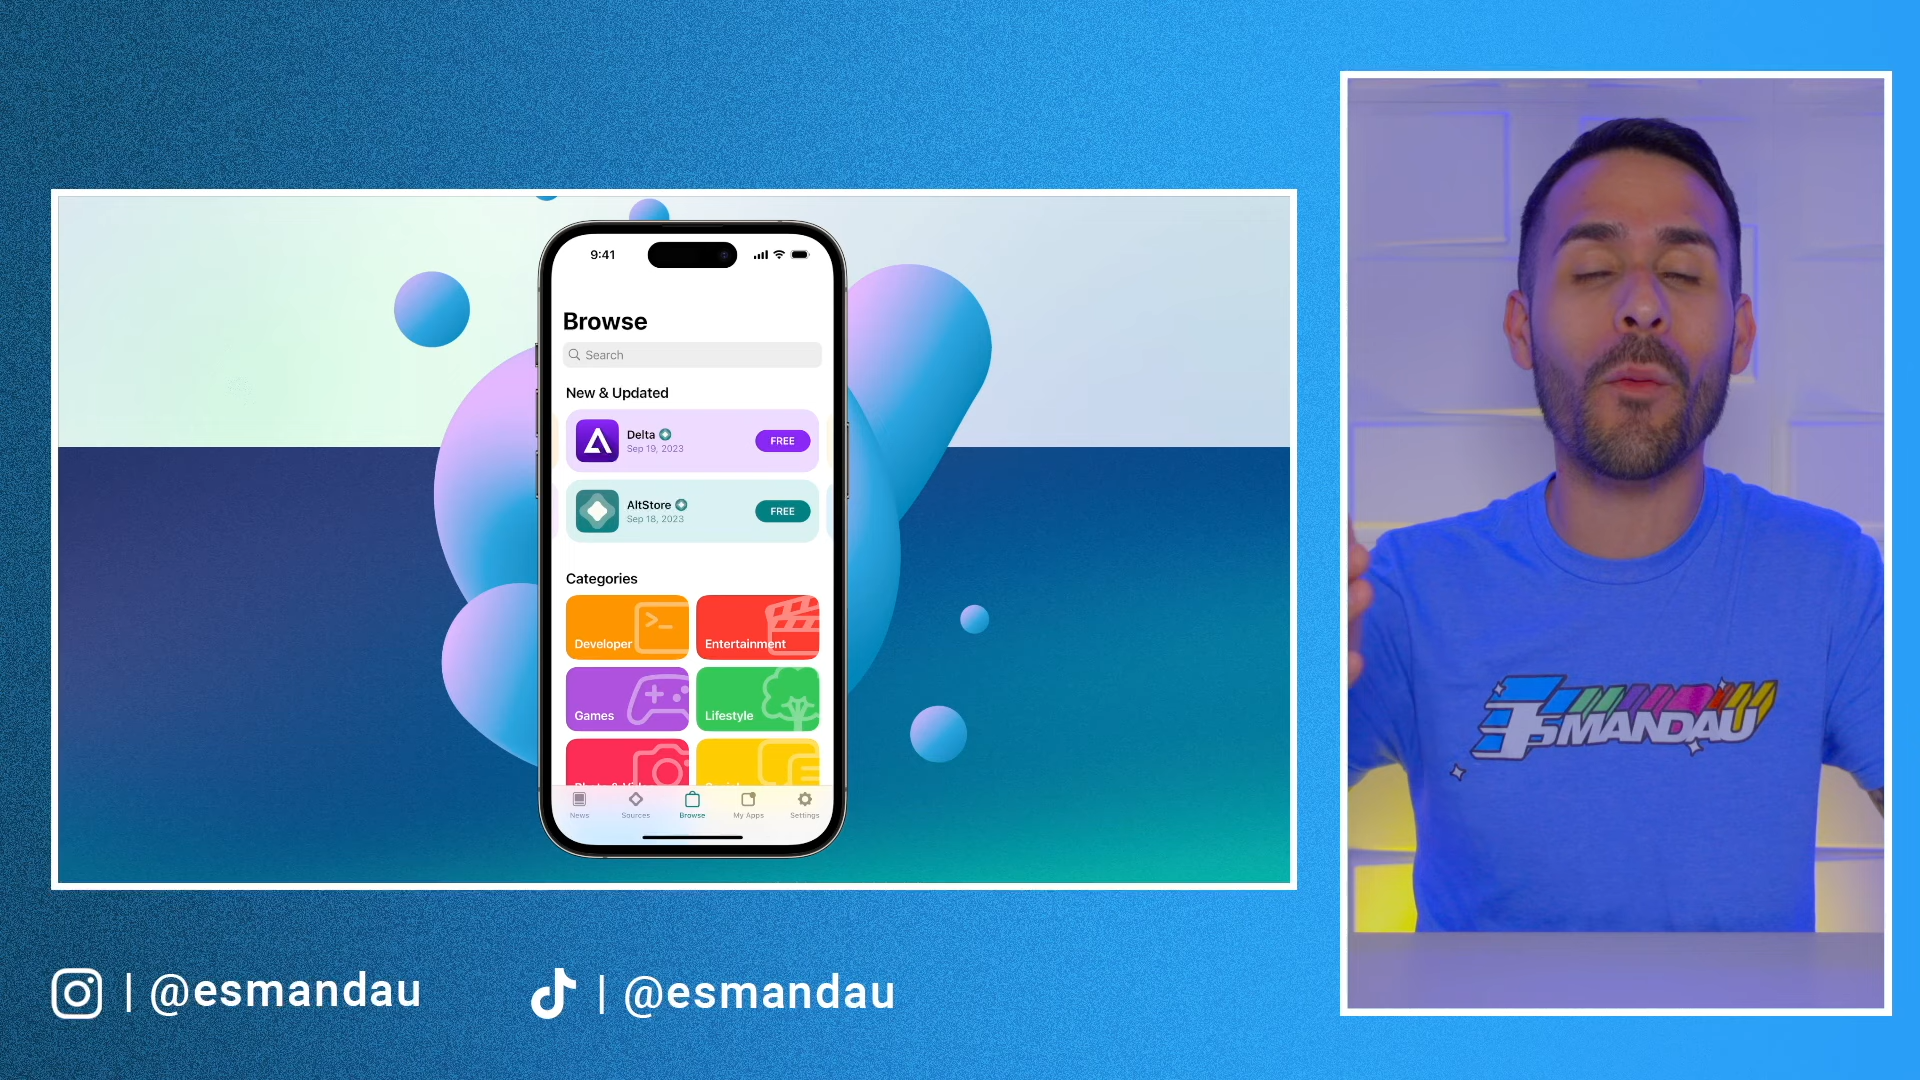 9:41
Browse
Search
New & Updated
Delta
Sep 19, 2023
FREE
AltStore
Sep 18, 2023
FREE
Categories
Developer
Entertainment
Games
Lifestyle
News
Sources
Browse
My Apps
Settings
ESMANDAU
| @esmandau
| @esmandau